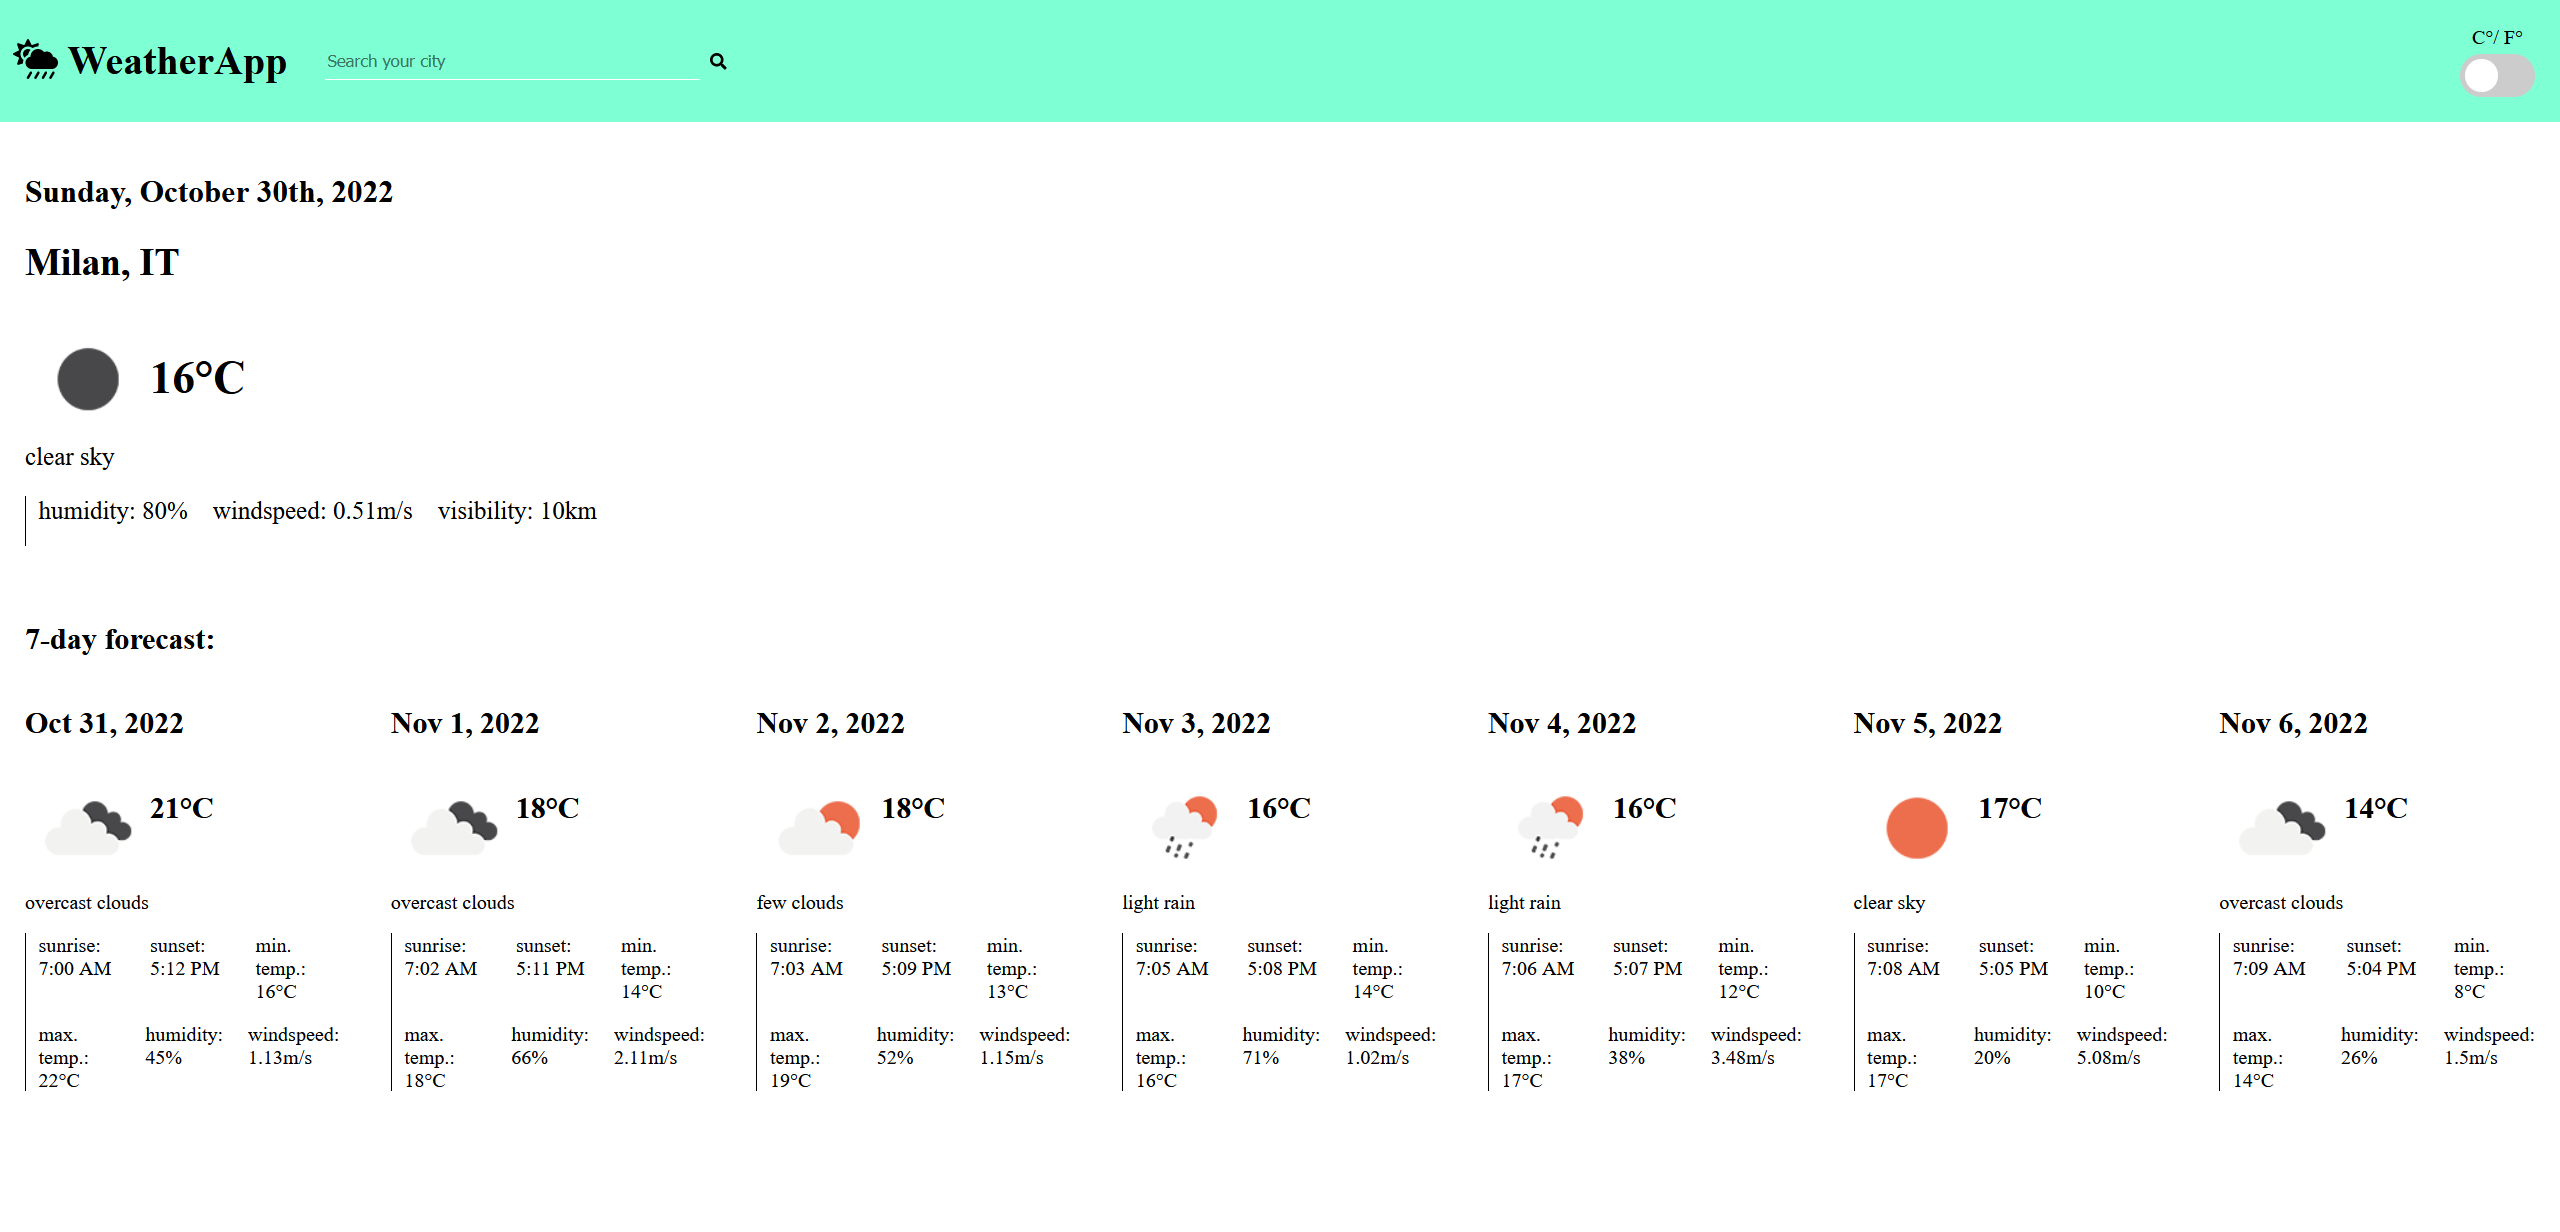 WeatherApp
Search your city
C°/ F°
Sunday, October 30th, 2022
Milan, IT
16°C
clear sky
humidity: 80% windspeed: 0.51m/s visibility: 10km
7-day forecast:
Oct 31, 2022
21°C
overcast clouds
sunrise:
7:00 AM
sunset:
5:12 PM
min.
temp.:
16°C
max.
temp.:
22°C
humidity:
45%
windspeed:
1.13m/s
Nov 1, 2022
18°C
overcast clouds
sunrise:
7:02 AM
sunset:
5:11 PM
min.
temp.:
14°C
max.
temp.:
18°C
humidity:
66%
windspeed:
2.11m/s
Nov 2, 2022
18°C
few clouds
sunrise:
7:03 AM
sunset:
5:09 PM
min.
temp.:
13°C
max.
temp.:
19°C
humidity:
52%
windspeed:
1.15m/s
Nov 3, 2022
16°C
light rain
sunrise:
7:05 AM
sunset:
5:08 PM
min.
temp.:
14°C
max.
temp.:
16°C
humidity:
71%
windspeed:
1.02m/s
Nov 4, 2022
16°C
light rain
sunrise:
7:06 AM
sunset:
5:07 PM
min.
temp.:
12°C
max.
temp.:
17°C
humidity:
38%
windspeed:
3.48m/s
Nov 5, 2022
17°C
clear sky
sunrise:
7:08 AM
sunset:
5:05 PM
min.
temp.:
10°C
max.
temp.:
17°C
humidity:
20%
windspeed:
5.08m/s
Nov 6, 2022
14°C
overcast clouds
sunrise:
7:09 AM
sunset:
5:04 PM
min.
temp.:
8°C
max.
temp.:
14°C
humidity:
26%
windspeed:
1.5m/s